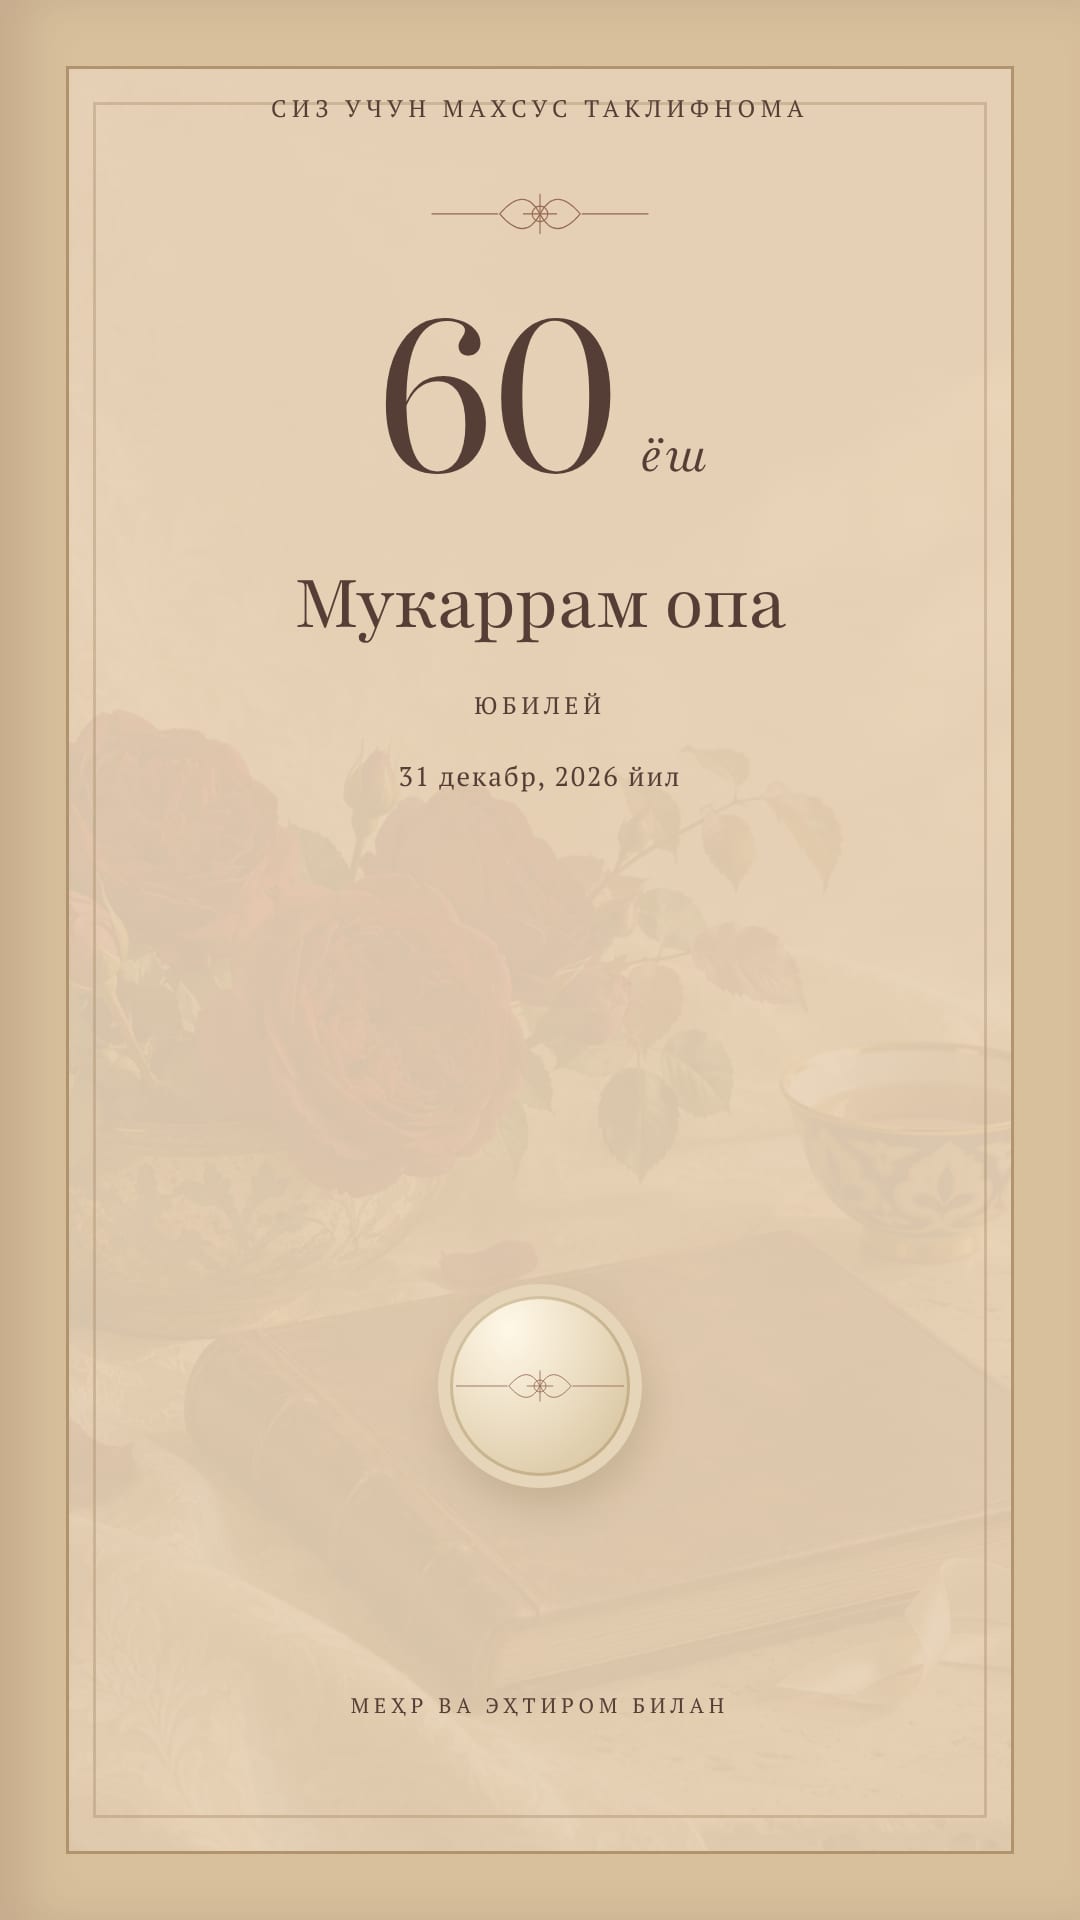 СИЗ УЧУН МАХСУС ТАКЛИФНОМА
60 ёш
Мукаррам опа
ЮБИЛЕЙ
31 декабр, 2026 йил
МЕҲР ВА ЭҲТИРОМ БИЛАН